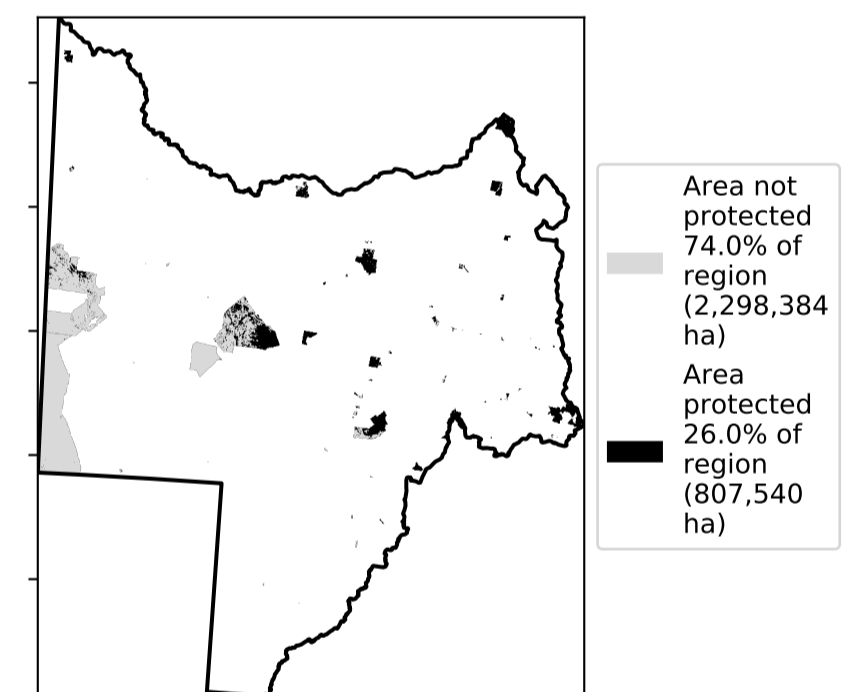 Area not
protected
74.0% of
region
(2,298,384
ha)
Area
protected
26.0% of
region
(807,540
ha)